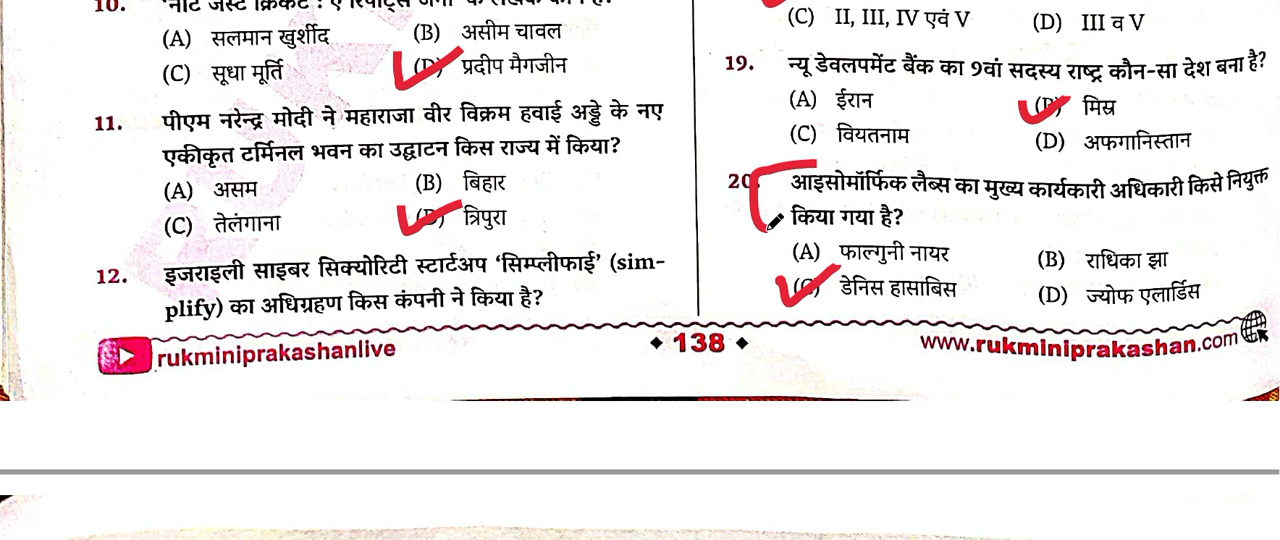 10. 'नॉट जस्ट क्रिकेट : ए रिपोर्ट्स
(A) सलमान खुर्शीद (B) असीम चावल
(C) सूधा मूर्ति (D) प्रदीप मैगजीन
11. पीएम नरेन्द्र मोदी ने महाराजा वीर विक्रम हवाई अड्डे के नए
एकीकृत टर्मिनल भवन का उद्घाटन किस राज्य में किया?
(A) असम (B) बिहार
(C) तेलंगाना (D) त्रिपुरा
12. इजराइली साइबर सिक्योरिटी स्टार्टअप 'सिम्प्लीफाई' (sim-
plify) का अधिग्रहण किस कंपनी ने किया है?
(C) II, III, IV एवं V (D) III व V
19. न्यू डेवलपमेंट बैंक का 9वां सदस्य राष्ट्र कौन-सा देश बना है?
(A) ईरान (B) मिस्र
(C) वियतनाम (D) अफगानिस्तान
20. आइसोमॉर्फिक लैब्स का मुख्य कार्यकारी अधिकारी किसे नियुक्त
किया गया है?
(A) फाल्गुनी नायर (B) राधिका झा
(C) डेनिस हासाबिस (D) ज्योफ एलार्डिस
rukminiprakashanlive ◆ 138 ◆ www.rukminiprakashan.com